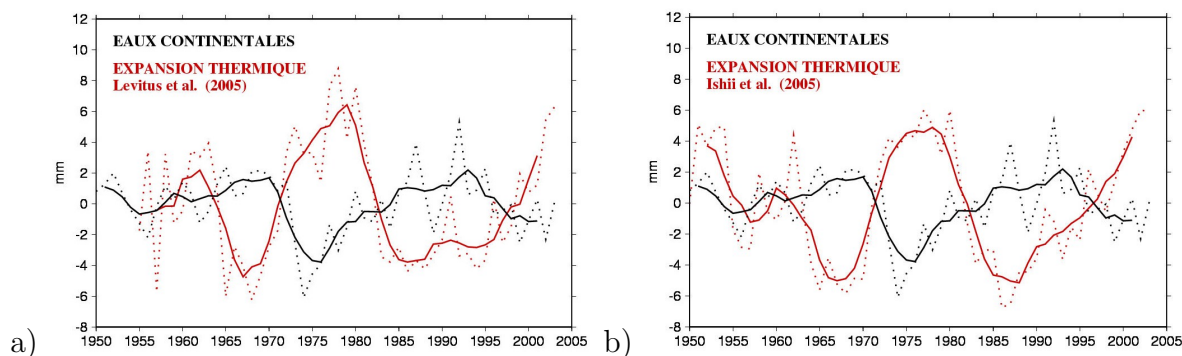 12
10
8
6
4
2
0
-2
-4
-6
-8
mm
EAUX CONTINENTALES
EXPANSION THERMIQUE
Levitus et al. (2005)
1950 1955 1960 1965 1970 1975 1980 1985 1990 1995 2000 2005
a)
12
10
8
6
4
2
0
-2
-4
-6
-8
mm
EAUX CONTINENTALES
EXPANSION THERMIQUE
Ishii et al. (2005)
1950 1955 1960 1965 1970 1975 1980 1985 1990 1995 2000 2005
b)